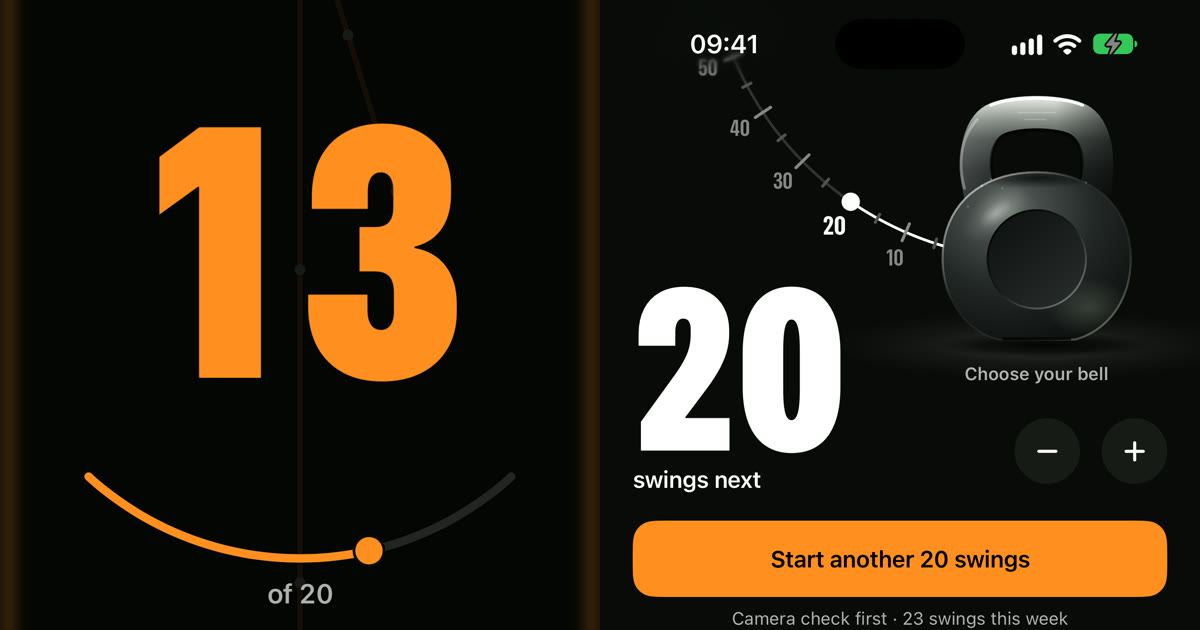 13
of 20
09:41
50
40
30
20
10
20
swings next
Choose your bell
−
+
Start another 20 swings
Camera check first · 23 swings this week